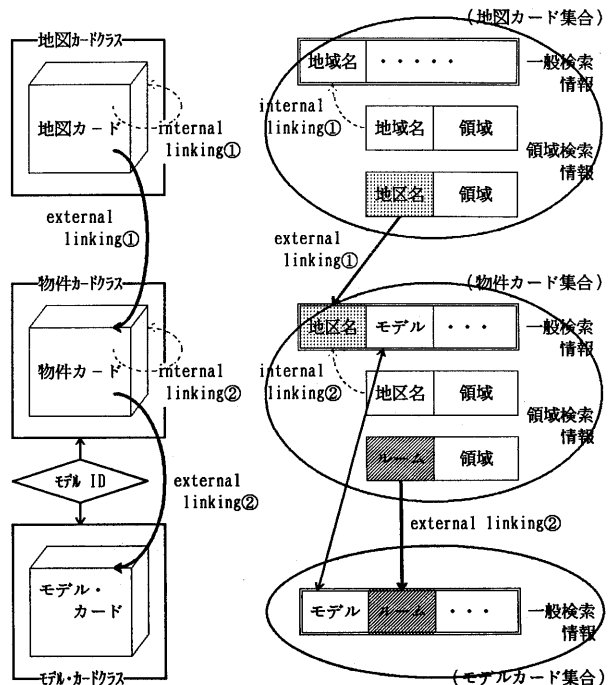 地図カードクラス
地図カード
internal
linking①
external
linking①
物件カードクラス
物件カード
internal
linking②
モデル ID
external
linking②
モデル・
カード
モデル・カードクラス
(地図カード集合)
地域名
・・・・・
一般検索
情報
internal
linking①
地域名
領域
領域検索
情報
地区名
領域
external
linking①
(物件カード集合)
地区名
モデル
・・・
一般検索
情報
internal
linking②
地区名
領域
領域検索
情報
ルーム
領域
external linking②
モデル
ルーム
・・・
一般検索
情報
(モデルカード集合)